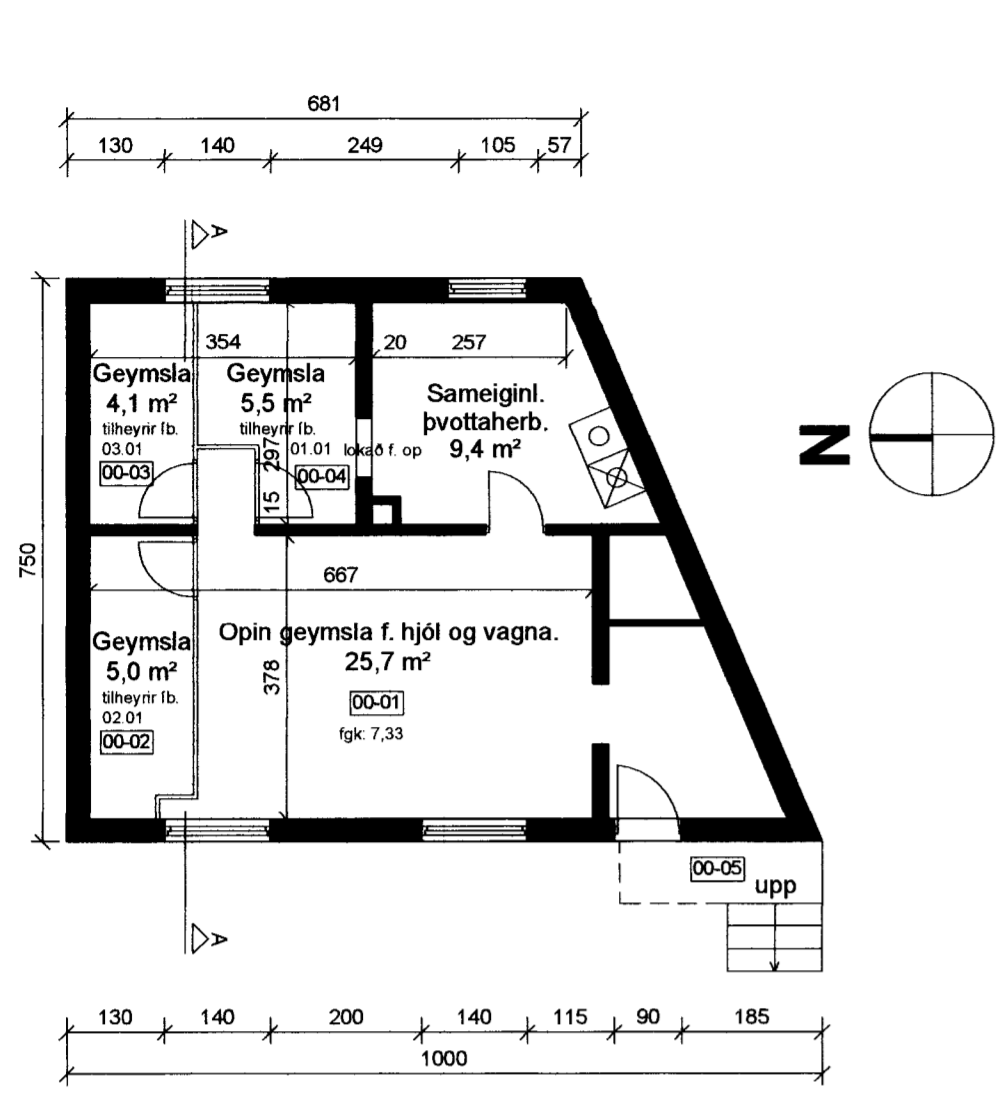 681
130 140 249 105 57
A
354 20 257
Geymsla
4,1 m²
tilheyrir íb.
03.01
00-03
Geymsla
5,5 m²
tilheyrir íb.
01.01
00-04
297
15
lokað f. op
Sameiginl.
þvottaherb.
9,4 m²
N
750
667
Geymsla
5,0 m²
tilheyrir íb.
02.01
00-02
378
Opin geymsla f. hjól og vagna.
25,7 m²
00-01
fgk: 7,33
00-05
upp
A
130 140 200 140 115 90 185
1000